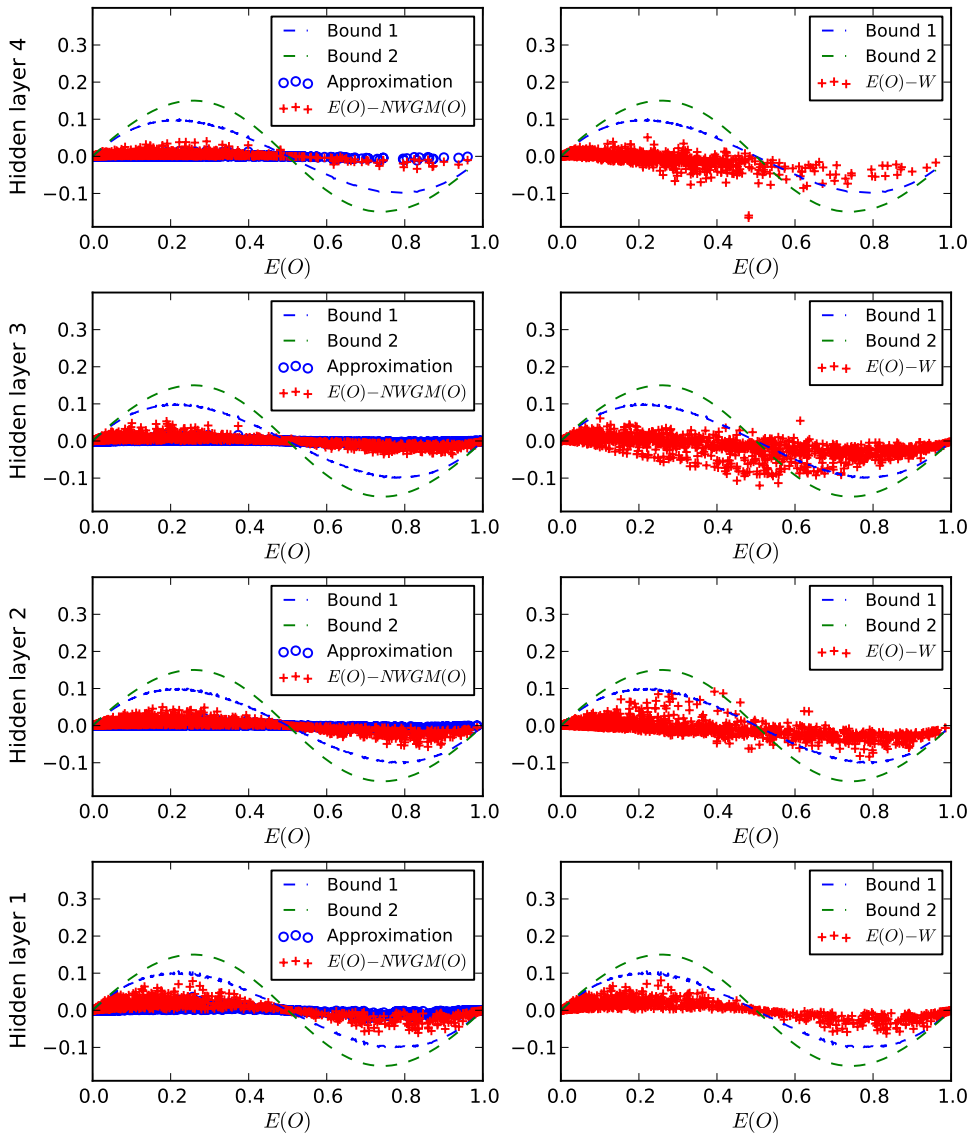 Hidden layer 4
0.3
0.2
0.1
0.0
−0.1
Bound 1
Bound 2
Approximation
E(O)−NWGM(O)
0.0 0.2 0.4 0.6 0.8 1.0
E(O)
0.3
0.2
0.1
0.0
−0.1
Bound 1
Bound 2
E(O)−W
0.0 0.2 0.4 0.6 0.8 1.0
E(O)
Hidden layer 3
0.3
0.2
0.1
0.0
−0.1
Bound 1
Bound 2
Approximation
E(O)−NWGM(O)
0.0 0.2 0.4 0.6 0.8 1.0
E(O)
0.3
0.2
0.1
0.0
−0.1
Bound 1
Bound 2
E(O)−W
0.0 0.2 0.4 0.6 0.8 1.0
E(O)
Hidden layer 2
0.3
0.2
0.1
0.0
−0.1
Bound 1
Bound 2
Approximation
E(O)−NWGM(O)
0.0 0.2 0.4 0.6 0.8 1.0
E(O)
0.3
0.2
0.1
0.0
−0.1
Bound 1
Bound 2
E(O)−W
0.0 0.2 0.4 0.6 0.8 1.0
E(O)
Hidden layer 1
0.3
0.2
0.1
0.0
−0.1
Bound 1
Bound 2
Approximation
E(O)−NWGM(O)
0.0 0.2 0.4 0.6 0.8 1.0
E(O)
0.3
0.2
0.1
0.0
−0.1
Bound 1
Bound 2
E(O)−W
0.0 0.2 0.4 0.6 0.8 1.0
E(O)